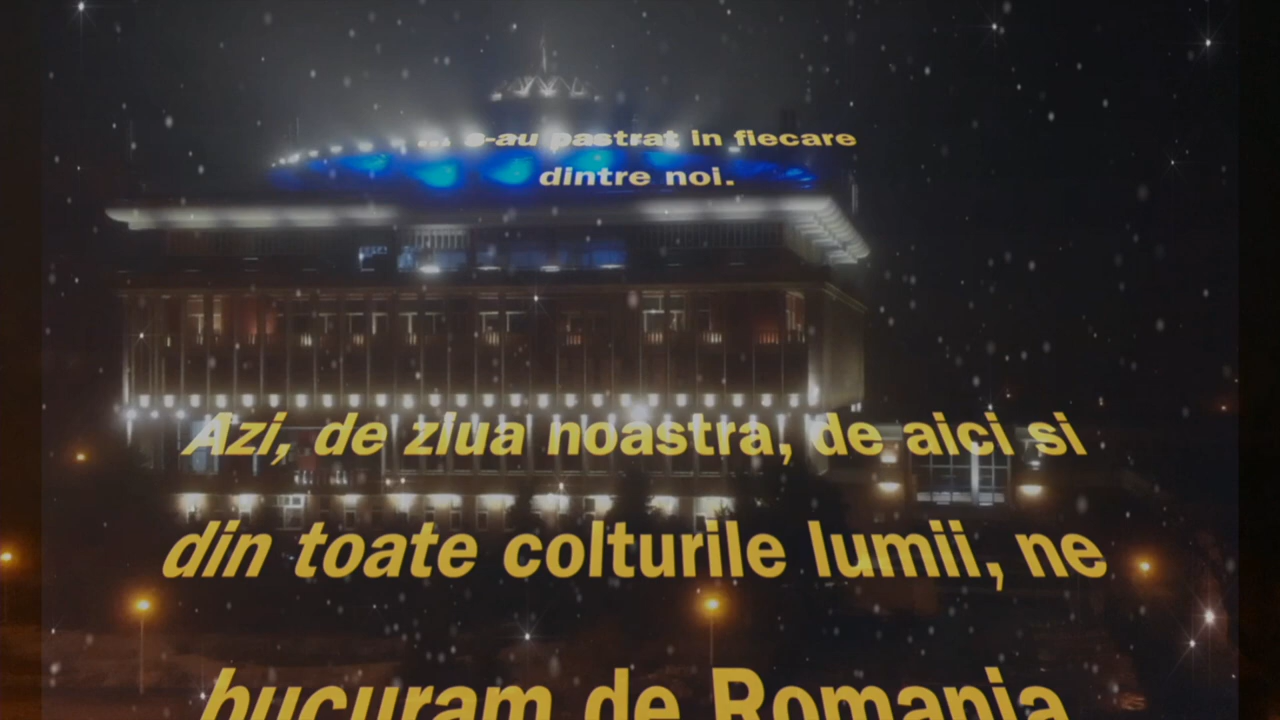 ... s-au pastrat in fiecare
dintre noi.
Azi, de ziua noastra, de aici si
din toate colturile lumii, ne
bucuram de Romania